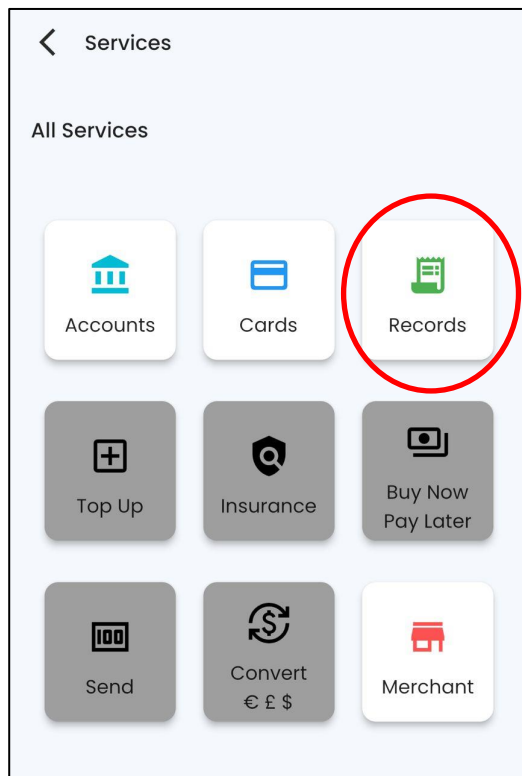 Services
All Services
Accounts
Cards
Records
Top Up
Insurance
Buy Now
Pay Later
100
Send
$
Convert
€ £ $
Merchant